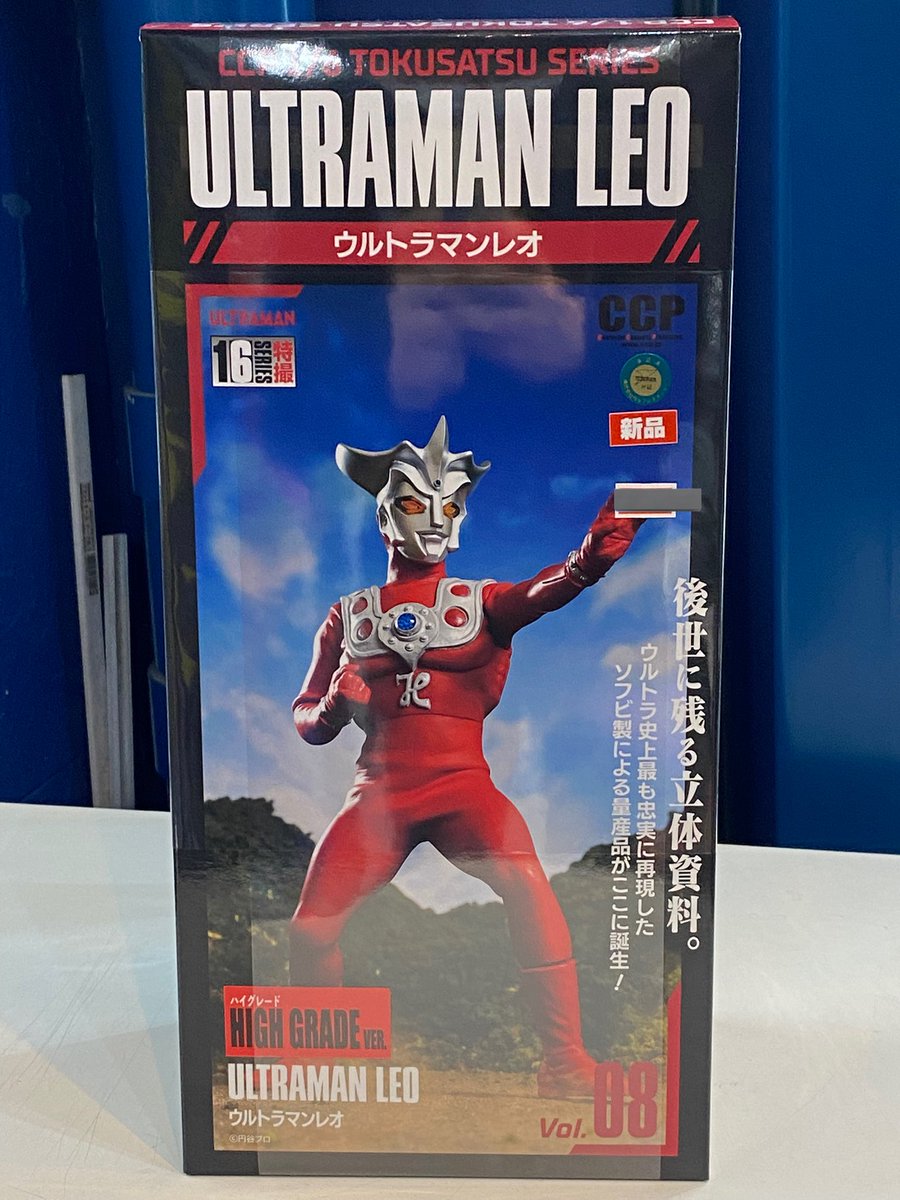 CCP 1/6 TOKUSATSU SERIES
ULTRAMAN LEO
ウルトラマンレオ
ULTRAMAN
16
SERIES
特撮
CCP
新品
後世に残る立体資料。
ウルトラ史上最も忠実に再現した
ソフビ製による量産品がここに誕生!
ハイグレード
HIGH GRADE VER.
ULTRAMAN LEO
ウルトラマンレオ
©円谷プロ
Vol. 08